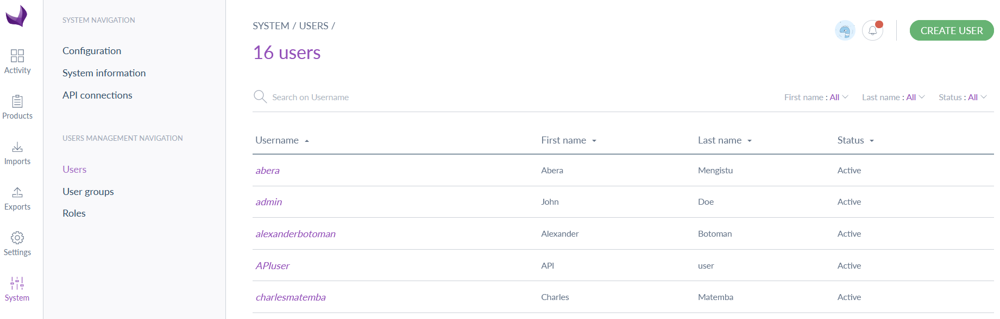 Activity
Products
Imports
Exports
Settings
System
SYSTEM NAVIGATION
Configuration
System information
API connections
USERS MANAGEMENT NAVIGATION
Users
User groups
Roles
SYSTEM / USERS /
CREATE USER
16 users
Search on Username
First name : All Last name : All Status : All
Username First name Last name Status
abera Abera Mengistu Active
admin John Doe Active
alexanderbotoman Alexander Botoman Active
APIuser API user Active
charlesmatemba Charles Matemba Active